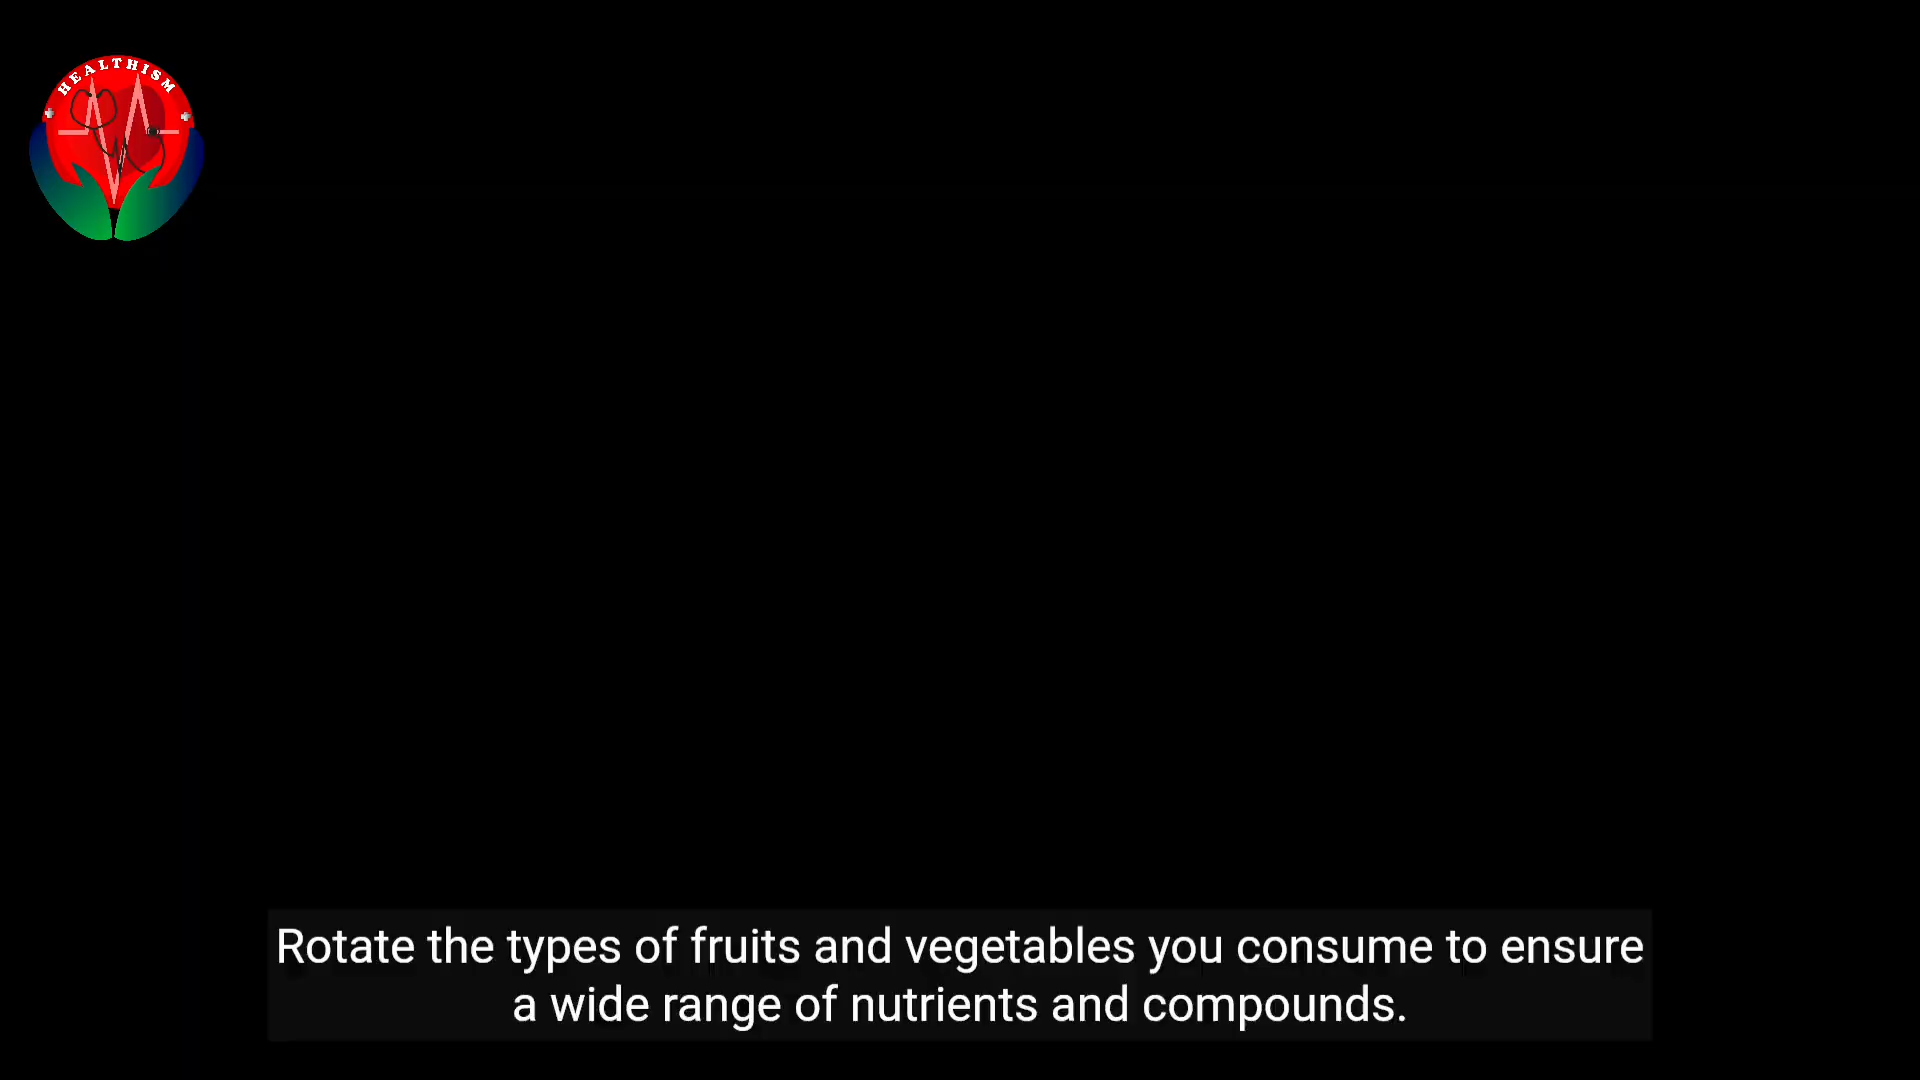 HEALTHISM
Rotate the types of fruits and vegetables you consume to ensure
a wide range of nutrients and compounds.